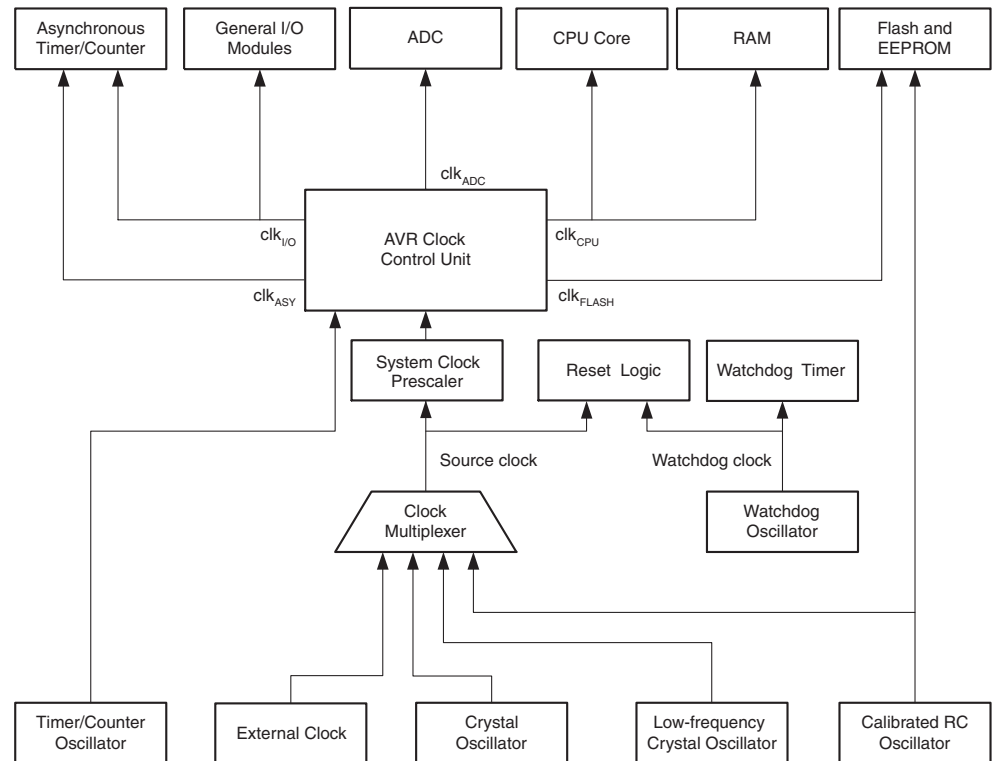 Asynchronous
Timer/Counter
General I/O
Modules
ADC
CPU Core
RAM
Flash and
EEPROM
clkADC
clkI/O
AVR Clock
Control Unit
clkCPU
clkASY
clkFLASH
System Clock
Prescaler
Reset Logic
Watchdog Timer
Source clock
Watchdog clock
Clock
Multiplexer
Watchdog
Oscillator
Timer/Counter
Oscillator
External Clock
Crystal
Oscillator
Low-frequency
Crystal Oscillator
Calibrated RC
Oscillator